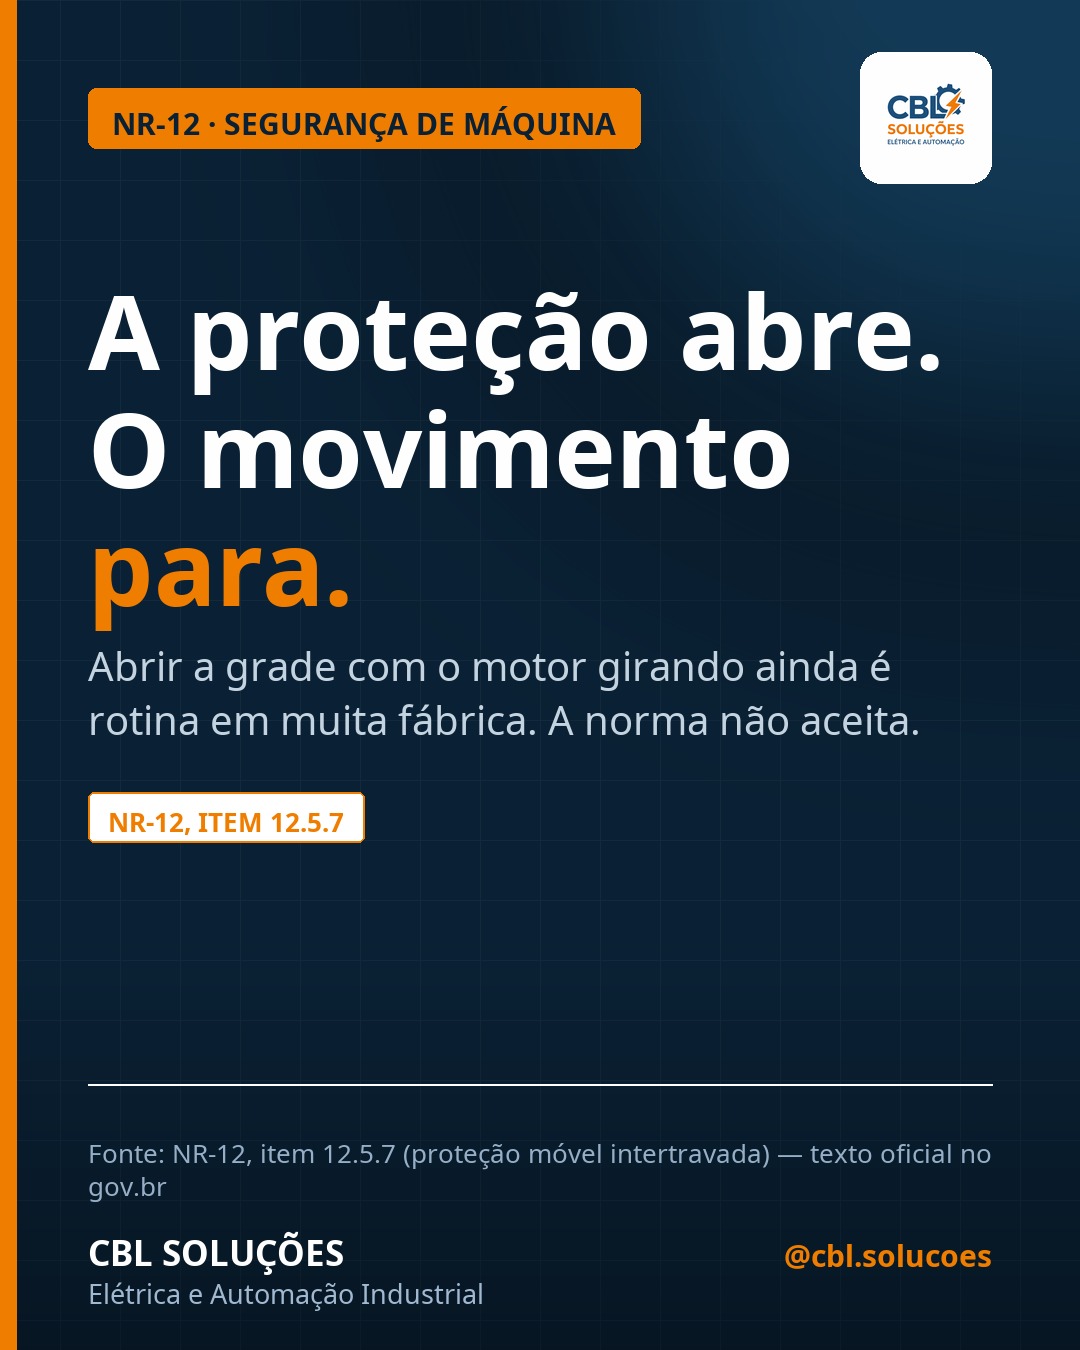 NR-12 · SEGURANÇA DE MÁQUINA
CBL
SOLUÇÕES
ELÉTRICA E AUTOMAÇÃO
A proteção abre.
O movimento
para.
Abrir a grade com o motor girando ainda é
rotina em muita fábrica. A norma não aceita.
NR-12, ITEM 12.5.7
Fonte: NR-12, item 12.5.7 (proteção móvel intertravada) — texto oficial no
gov.br
CBL SOLUÇÕES
@cbl.solucoes
Elétrica e Automação Industrial